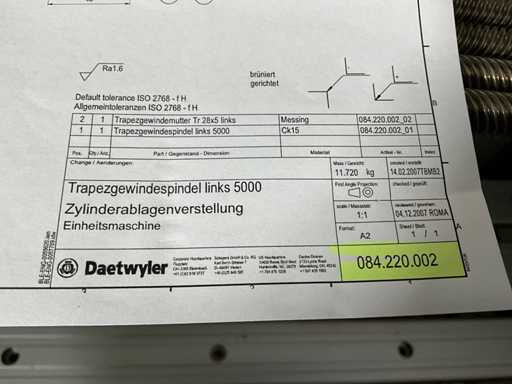 Ra1.6
brüniert
gerichtet
Default tolerance ISO 2768 - f H
Allgemeintoleranzen ISO 2768 - f H
B
2 1 Trapezgewindemutter Tr 28x5 links Messing 084.220.002_02
1 1 Trapezgewindespindel links 5000 Ck15 084.220.002_01
Pos. Qty / Anz. Part / Gegenstand - Dimension Material Artikel - Nr.
Change / Aenderungen:
Mass / Gewicht:
11.720 kg
created / erstellt:
14.02.2007 TBMB2
Trapezgewindespindel links 5000
First Angle Projection
checked / geprüft:
Zylinderablagenverstellung
Einheitsmaschine
scale / Massstab:
1:1
04.12.2007 ROMA
Format:
A2
Sheet / Blatt:
1 / 1
A
Daetwyler
Corporate Headquarters
084.220.002